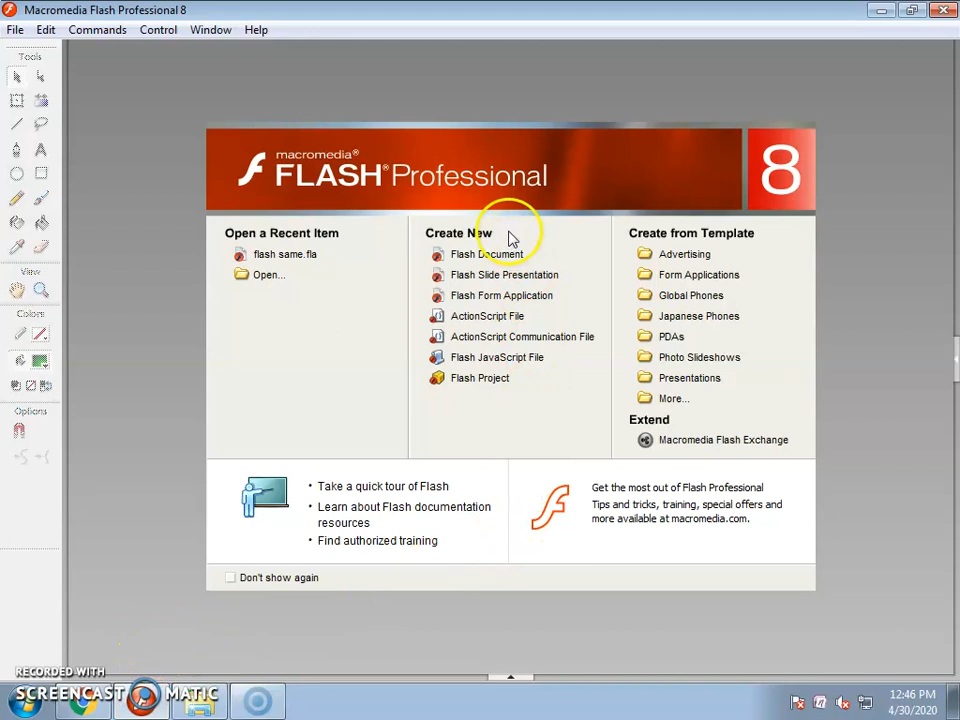 Macromedia Flash Professional 8
File Edit Commands Control Window Help
Tools
macromedia®
FLASH®Professional 8
Open a Recent Item
flash same.fla
Open...
Create New
Flash Document
Flash Slide Presentation
Flash Form Application
ActionScript File
ActionScript Communication File
Flash JavaScript File
Flash Project
Create from Template
Advertising
Form Applications
Global Phones
Japanese Phones
PDAs
Photo Slideshows
Presentations
More...
Extend
Macromedia Flash Exchange
View
Colors
Options
• Take a quick tour of Flash
• Learn about Flash documentation
resources
• Find authorized training
Get the most out of Flash Professional
Tips and tricks, training, special offers and
more available at macromedia.com.
Don't show again
RECORDED WITH
SCREENCAST MATIC
12:46 PM
4/30/2020